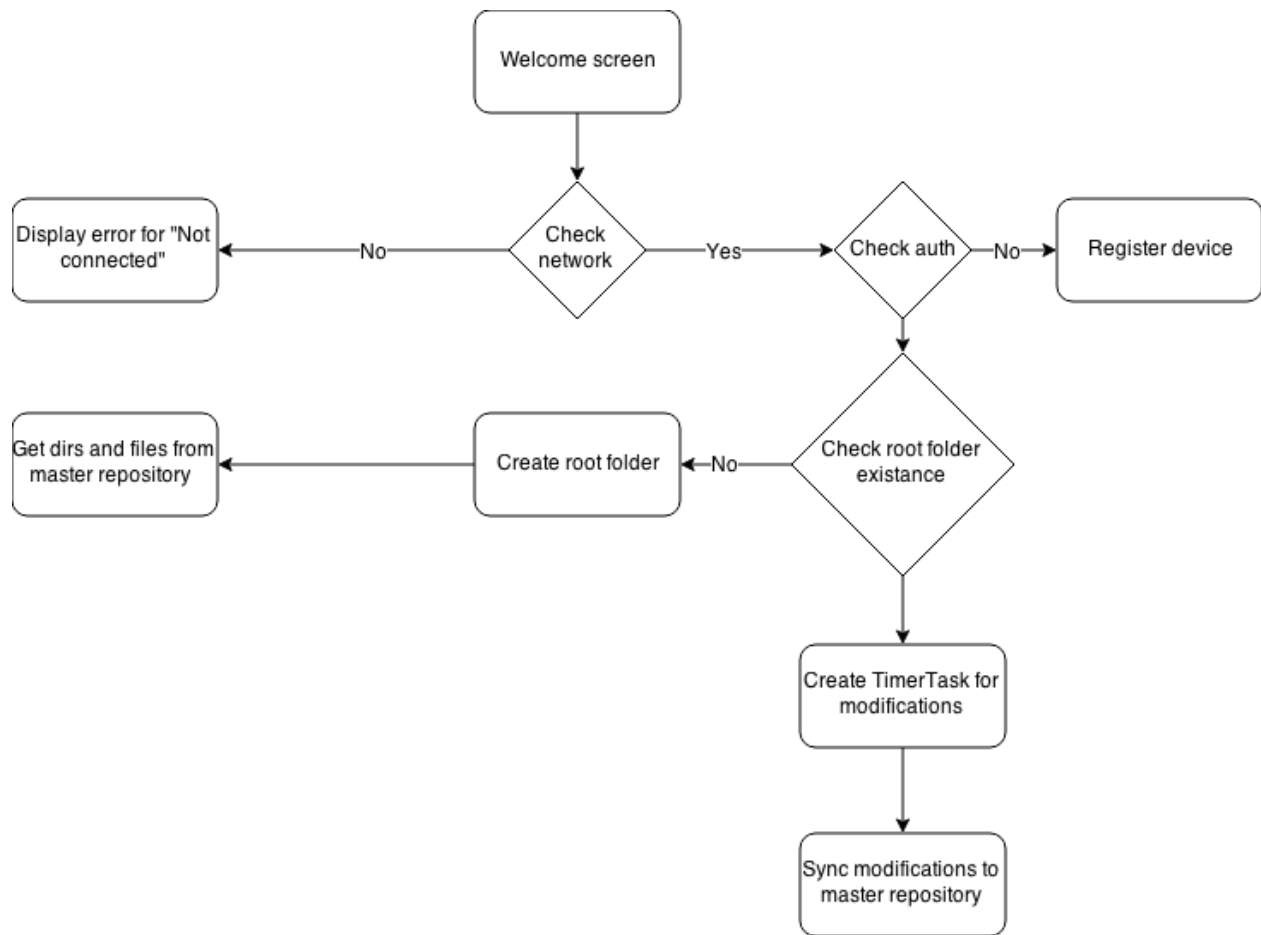 Welcome screen
Display error for "Not
connected"
No
Check
network
Yes
Check auth
No
Register device
Get dirs and files from
master repository
Create root folder
No
Check root folder
existance
Create TimerTask for
modifications
Sync modifications to
master repository